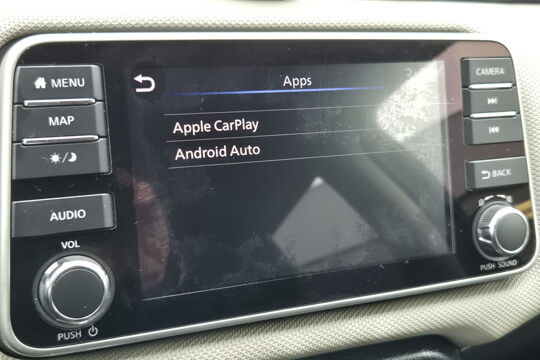 MENU
MAP
AUDIO
VOL
PUSH
Apps
Apple CarPlay
Android Auto
CAMERA
BACK
PUSH SOUND